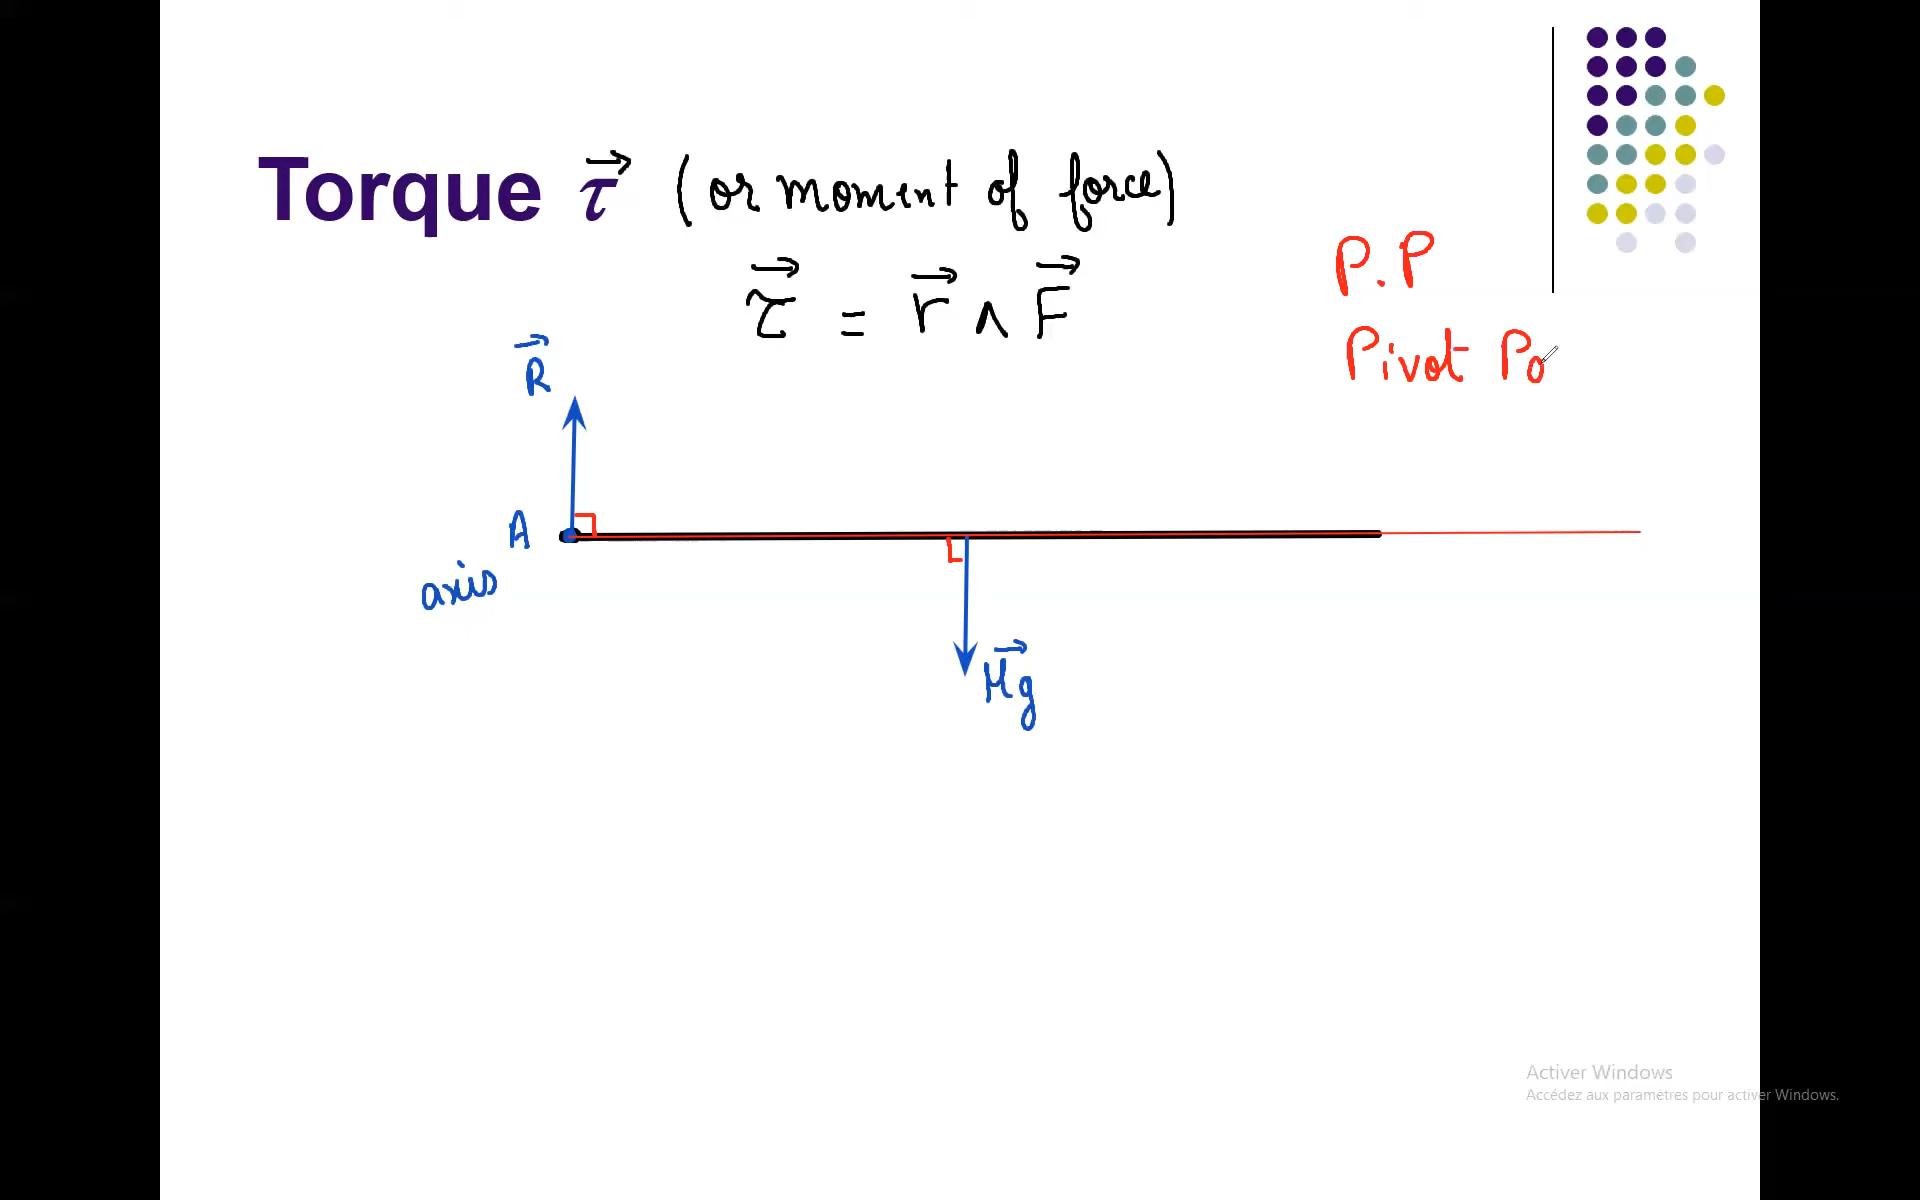 Torque τ⃗ (or moment of force)
P.P
τ⃗ = r⃗ ∧ F⃗
Pivot Po
R⃗
A
axis
Mg⃗
Activer Windows
Accédez aux paramètres pour activer Windows.